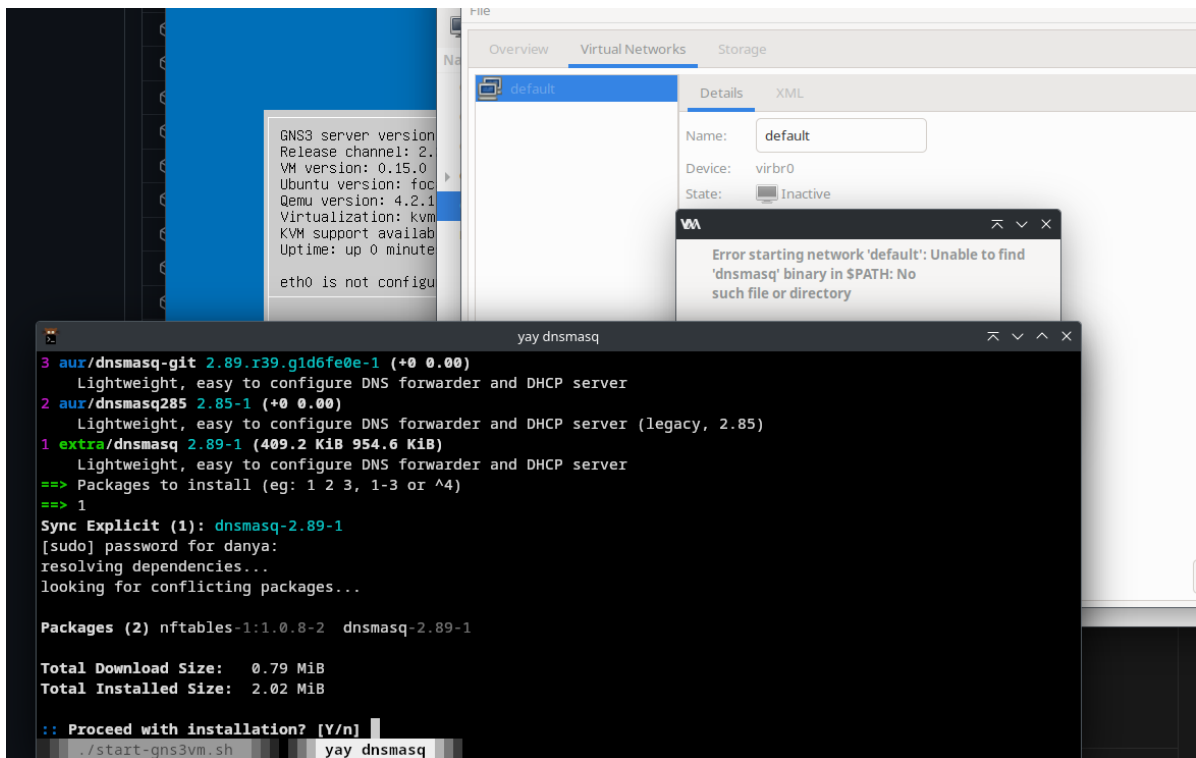 File
Overview Virtual Networks Storage
Na
default
Details XML
Name: default
Device: virbr0
State: Inactive
GNS3 server version
Release channel: 2.
VM version: 0.15.0
Ubuntu version: foc
Qemu version: 4.2.1
Virtualization: kvm
KVM support availab
Uptime: up 0 minute
eth0 is not configu
Error starting network 'default': Unable to find
'dnsmasq' binary in $PATH: No
such file or directory
yay dnsmasq
3 aur/dnsmasq-git 2.89.r39.g1d6fe0e-1 (+0 0.00)
Lightweight, easy to configure DNS forwarder and DHCP server
2 aur/dnsmasq285 2.85-1 (+0 0.00)
Lightweight, easy to configure DNS forwarder and DHCP server (legacy, 2.85)
1 extra/dnsmasq 2.89-1 (409.2 KiB 954.6 KiB)
Lightweight, easy to configure DNS forwarder and DHCP server
==> Packages to install (eg: 1 2 3, 1-3 or ^4)
==> 1
Sync Explicit (1): dnsmasq-2.89-1
[sudo] password for danya:
resolving dependencies...
looking for conflicting packages...
Packages (2) nftables-1:1.0.8-2 dnsmasq-2.89-1
Total Download Size: 0.79 MiB
Total Installed Size: 2.02 MiB
:: Proceed with installation? [Y/n]
./start-gns3vm.sh yay dnsmasq